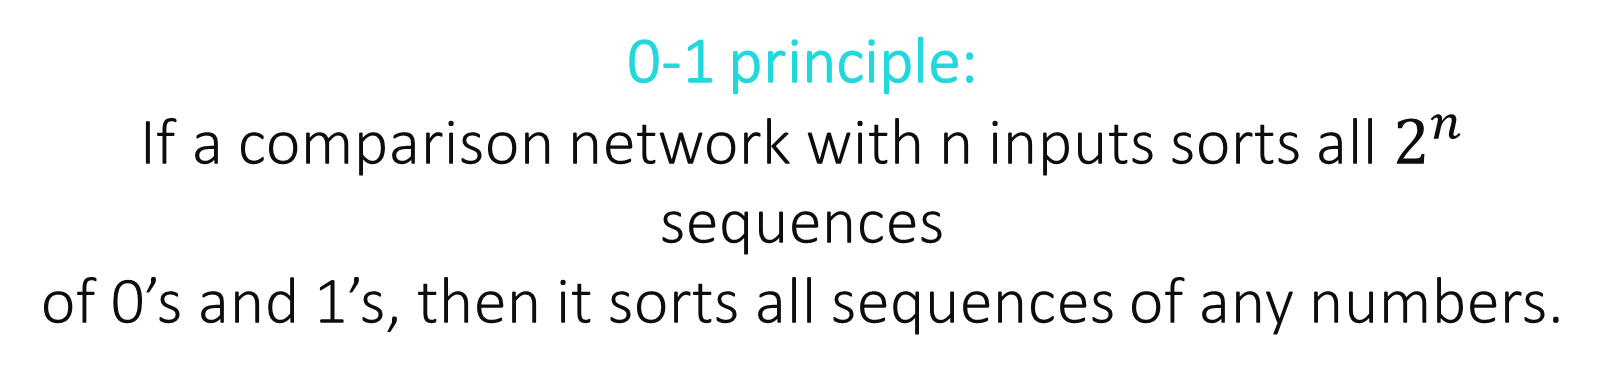 0-1 principle:
If a comparison network with n inputs sorts all 2ⁿ
sequences
of 0’s and 1’s, then it sorts all sequences of any numbers.